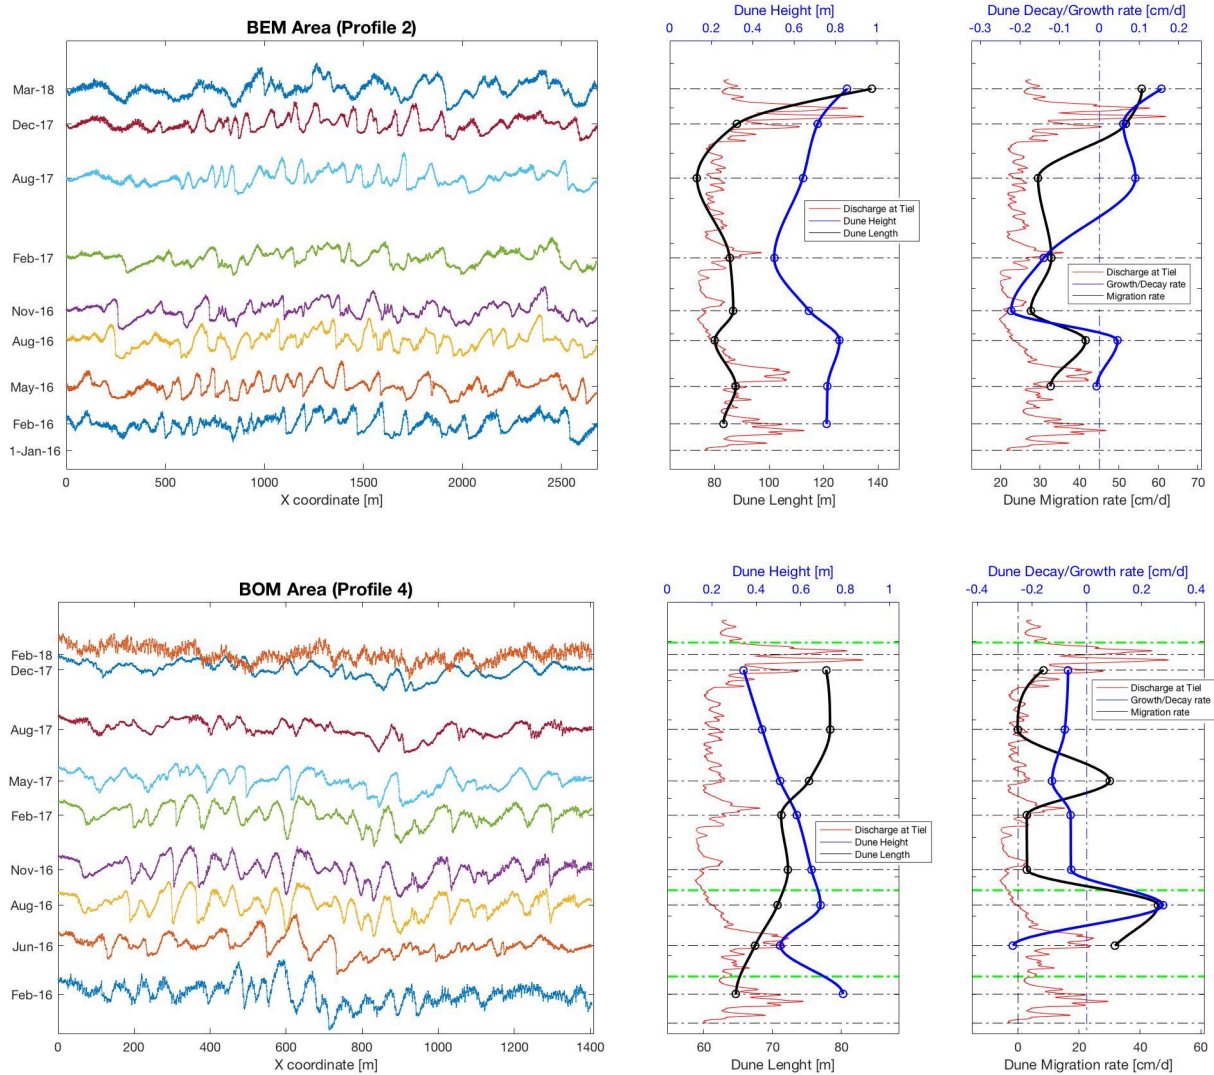 BEM Area (Profile 2)
Mar-18
Dec-17
Aug-17
Feb-17
Nov-16
Aug-16
May-16
Feb-16
1-Jan-16
0 500 1000 1500 2000 2500
X coordinate [m]
Dune Height [m]
0 0.2 0.4 0.6 0.8 1
Discharge at Tiel
Dune Height
Dune Length
80 100 120 140
Dune Lenght [m]
Dune Decay/Growth rate [cm/d]
-0.3 -0.2 -0.1 0 0.1 0.2
Discharge at Tiel
Growth/Decay rate
Migration rate
20 30 40 50 60 70
Dune Migration rate [cm/d]
BOM Area (Profile 4)
Feb-18
Dec-17
Aug-17
May-17
Feb-17
Nov-16
Aug-16
Jun-16
Feb-16
0 200 400 600 800 1000 1200 1400
X coordinate [m]
Dune Height [m]
0 0.2 0.4 0.6 0.8 1
Discharge at Tiel
Dune Height
Dune Length
60 70 80
Dune Lenght [m]
Dune Decay/Growth rate [cm/d]
-0.4 -0.2 0 0.2 0.4
Discharge at Tiel
Growth/Decay rate
Migration rate
0 20 40 60
Dune Migration rate [cm/d]